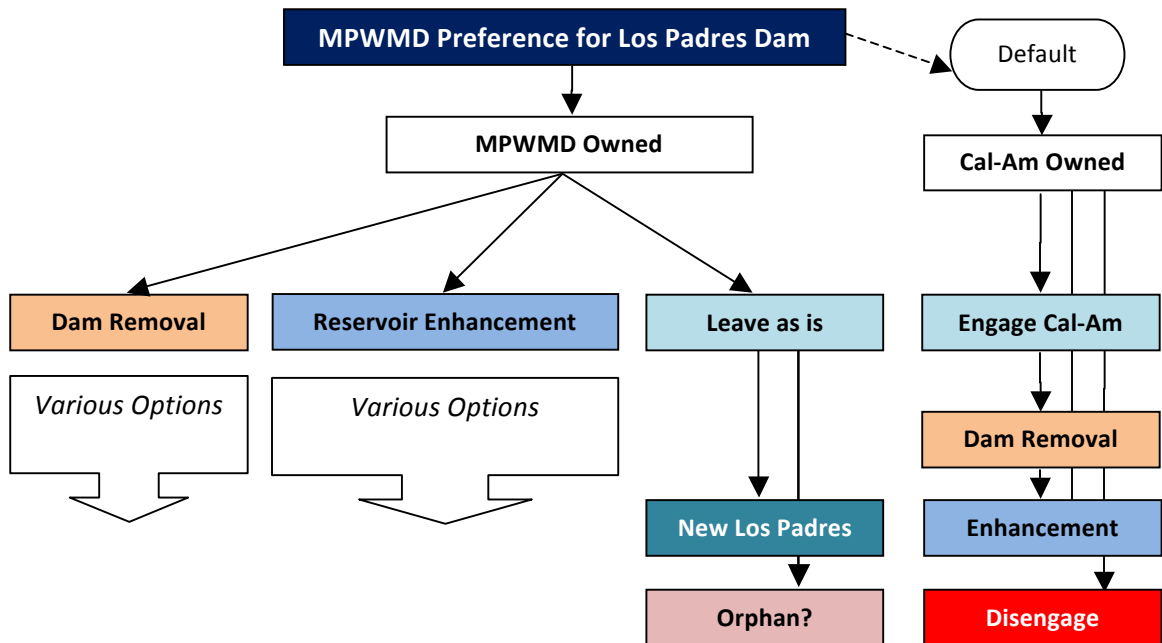 MPWMD Preference for Los Padres Dam
Default
MPWMD Owned
Cal-Am Owned
Dam Removal
Reservoir Enhancement
Leave as is
Engage Cal-Am
Various Options
Various Options
Dam Removal
New Los Padres
Enhancement
Orphan?
Disengage